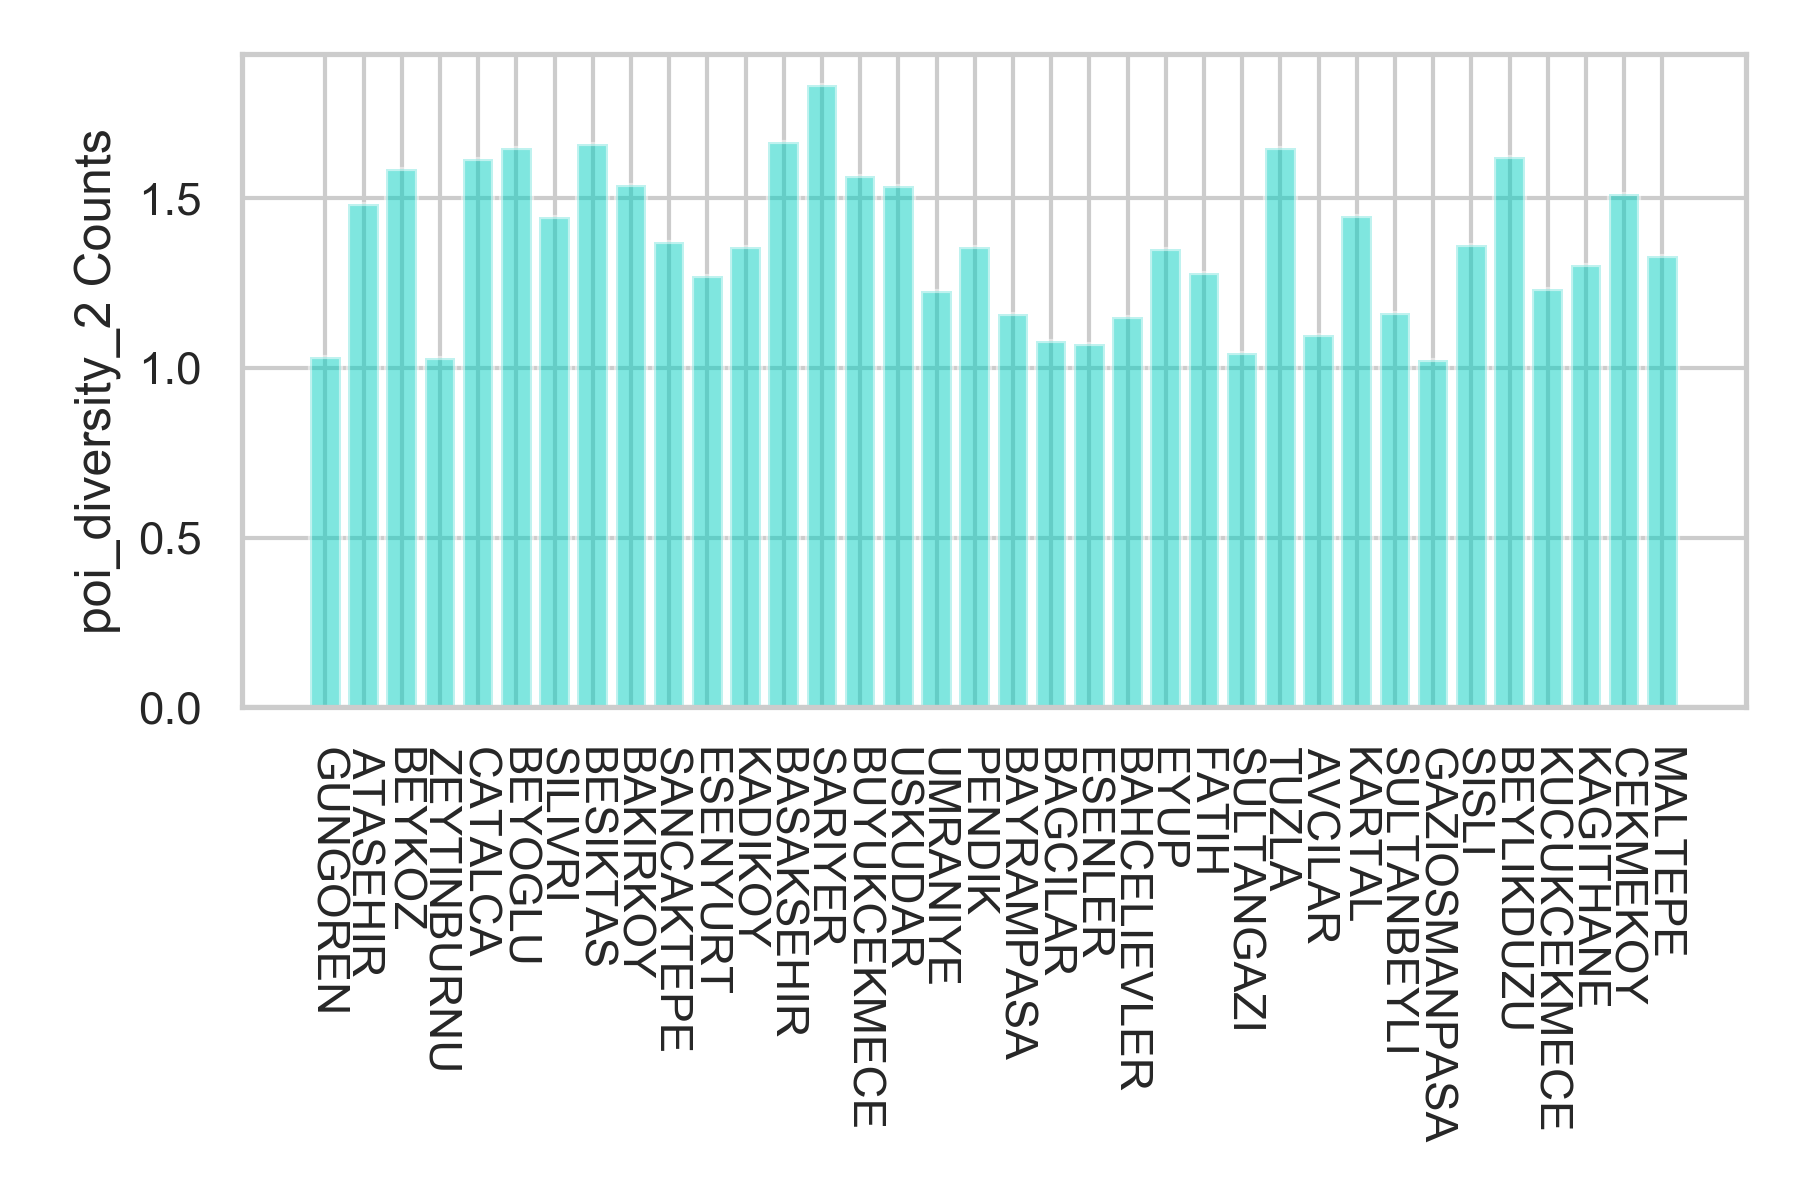 poi_diversity_2 Counts
1.5
1.0
0.5
0.0
GUNGOREN
ATASEHIR
BEYKOZ
ZEYTINBURNU
CATALCA
BEYOGLU
SILIVRI
BESIKTAS
BAKIRKOY
SANCAKTEPE
ESENYURT
KADIKOY
BASAKSEHIR
SARIYER
BUYUKCEKMECE
USKUDAR
UMRANIYE
PENDIK
BAYRAMPASA
BAGCILAR
ESENLER
BAHCELIEVLER
EYUP
FATIH
SULTANGAZI
TUZLA
AVCILAR
KARTAL
SULTANBEYLI
GAZIOSMANPASA
SISLI
BEYLIKDUZU
KUCUKCEKMECE
KAGITHANE
CEKMEKOY
MALTEPE